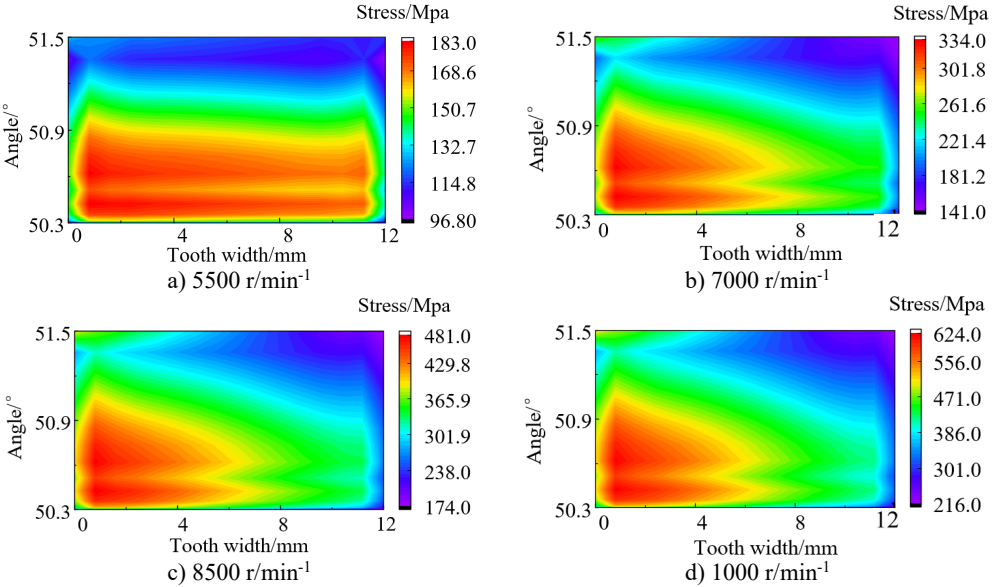 Stress/Mpa
51.5
50.9
50.3
Angle/°
0 4 8 12
Tooth width/mm
183.0
168.6
150.7
132.7
114.8
96.80
a) 5500 r/min-1
Stress/Mpa
51.5
50.9
50.3
Angle/°
0 4 8 12
Tooth width/mm
334.0
301.8
261.6
221.4
181.2
141.0
b) 7000 r/min-1
Stress/Mpa
51.5
50.9
50.3
Angle/°
0 4 8 12
Tooth width/mm
481.0
429.8
365.9
301.9
238.0
174.0
c) 8500 r/min-1
Stress/Mpa
51.5
50.9
50.3
Angle/°
0 4 8 12
Tooth width/mm
624.0
556.0
471.0
386.0
301.0
216.0
d) 1000 r/min-1